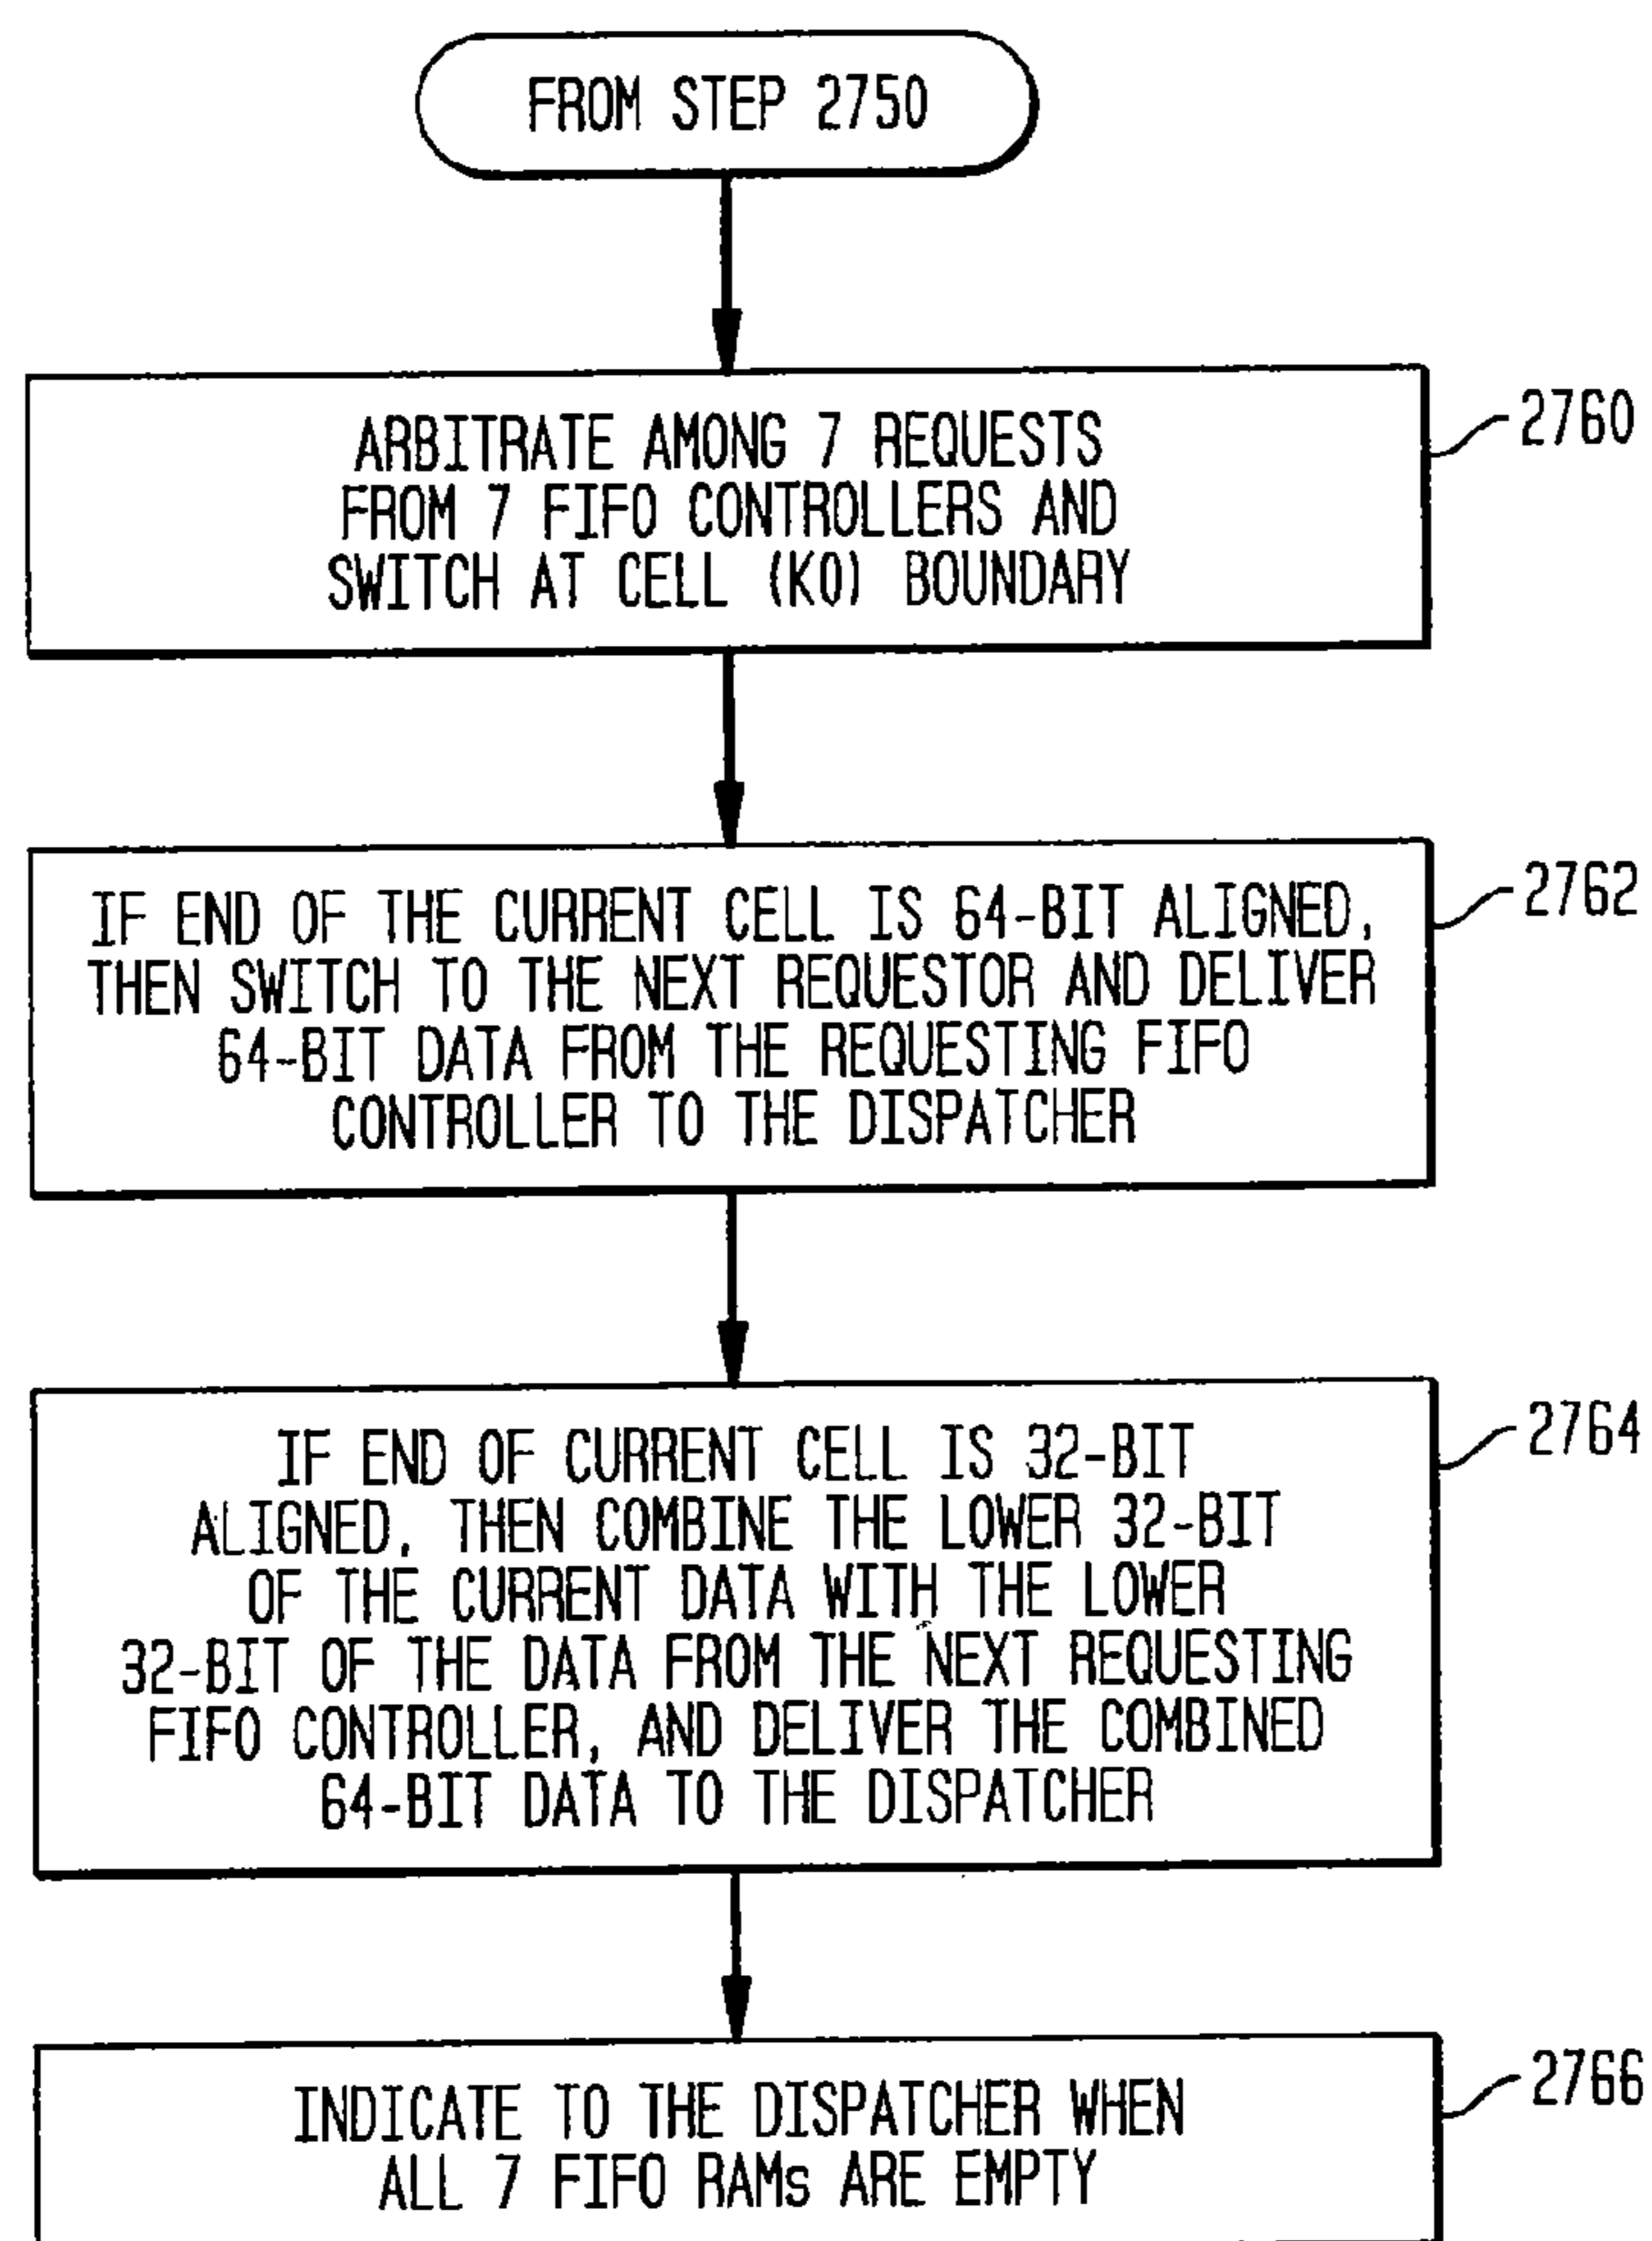 FROM STEP 2750
ARBITRATE AMONG 7 REQUESTS
FROM 7 FIFO CONTROLLERS AND
SWITCH AT CELL (K0) BOUNDARY
2760
IF END OF THE CURRENT CELL IS 64-BIT ALIGNED,
THEN SWITCH TO THE NEXT REQUESTOR AND DELIVER
64-BIT DATA FROM THE REQUESTING FIFO
CONTROLLER TO THE DISPATCHER
2762
IF END OF CURRENT CELL IS 32-BIT
ALIGNED, THEN COMBINE THE LOWER 32-BIT
OF THE CURRENT DATA WITH THE LOWER
32-BIT OF THE DATA FROM THE NEXT REQUESTING
FIFO CONTROLLER, AND DELIVER THE COMBINED
64-BIT DATA TO THE DISPATCHER
2764
INDICATE TO THE DISPATCHER WHEN
ALL 7 FIFO RAMs ARE EMPTY
2766